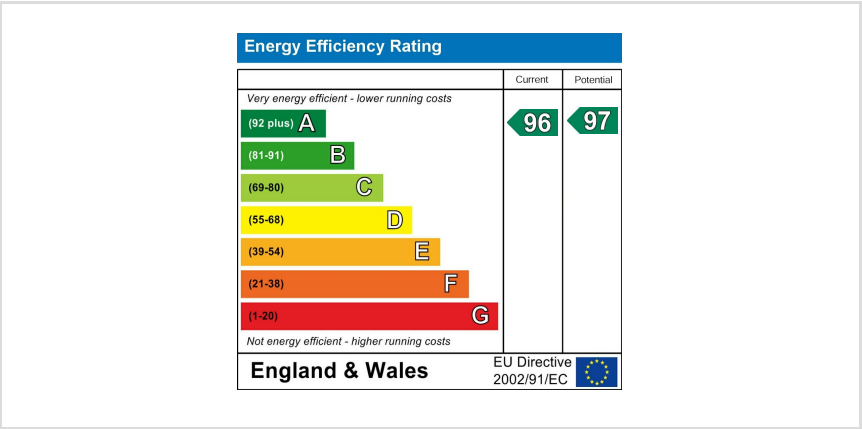 Energy Efficiency Rating
Current Potential
Very energy efficient - lower running costs
(92 plus) A 96 97
(81-91) B
(69-80) C
(55-68) D
(39-54) E
(21-38) F
(1-20) G
Not energy efficient - higher running costs
England & Wales
EU Directive
2002/91/EC